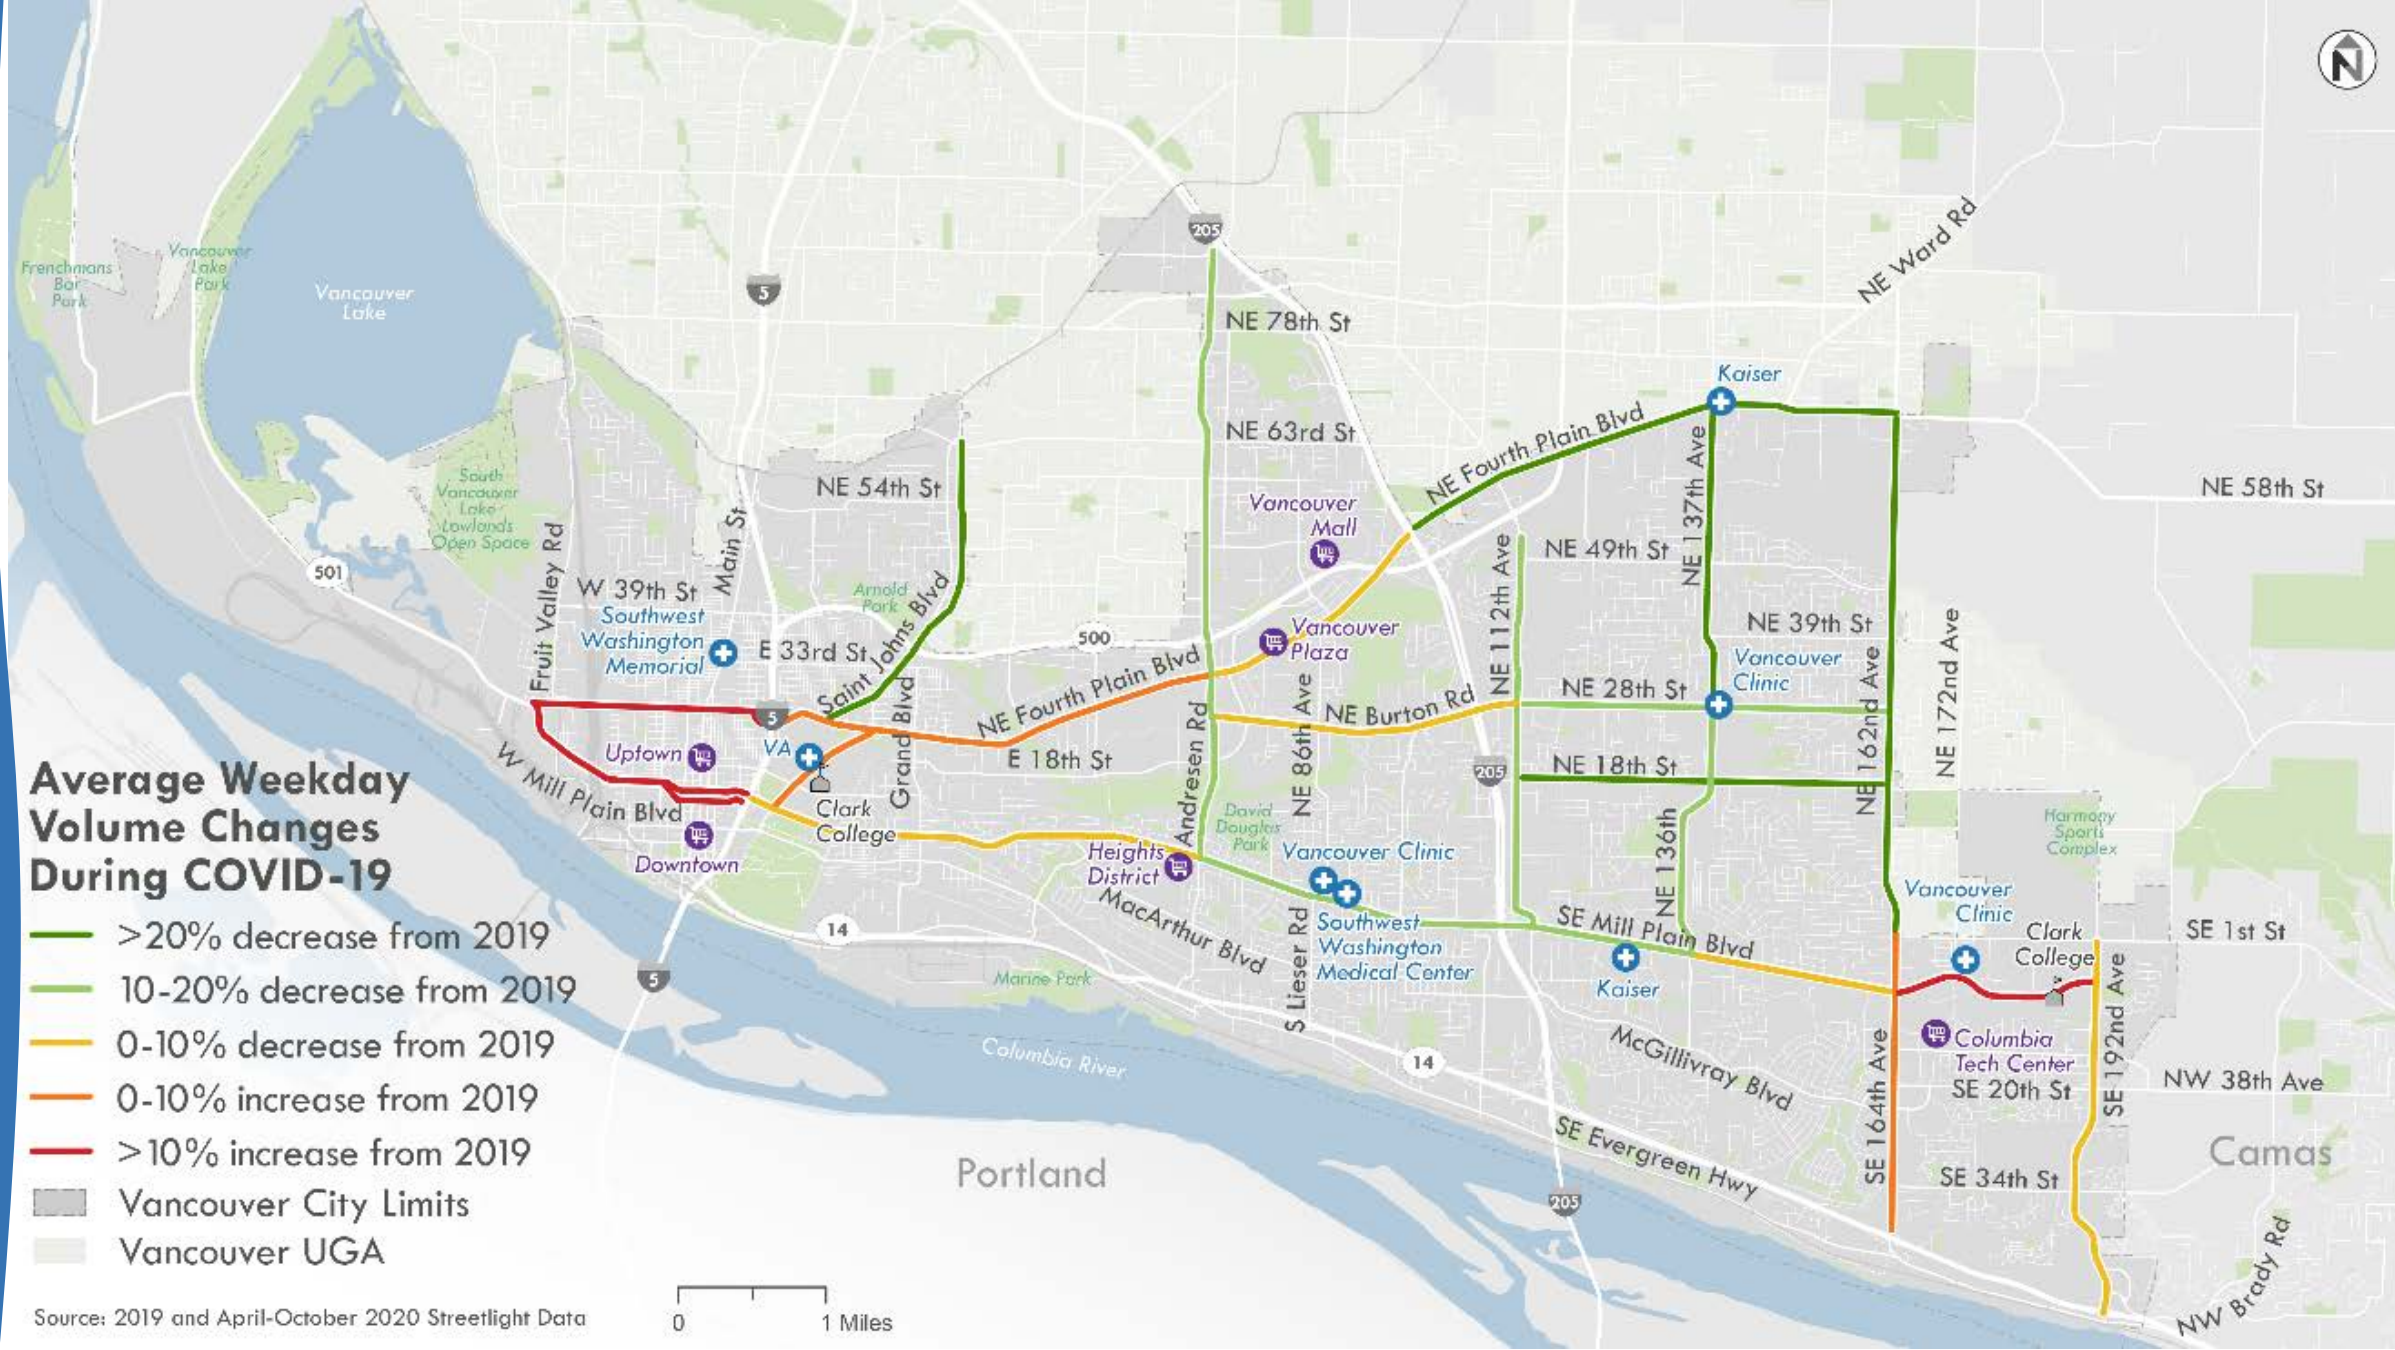 N
205
NE Ward Rd
Vancouver
Lake
Park
Frenchmans
Bar
Park
5
Vancouver
Lake
NE 78th St
Kaiser
NE 63rd St
NE Fourth Plain Blvd
NE 137th Ave
South
Vancouver
Lake
Lowlands
Open Space
NE 54th St
Vancouver
Mall
NE 58th St
Main St
Fruit Valley Rd
NE 112th Ave
NE 49th St
501
W 39th St
Arnold
Park
Southwest
Washington
Memorial
E 33rd St
Saint Johns Blvd
500
Vancouver
Plaza
NE 39th St
NE 172nd Ave
Vancouver
Clinic
NE 162nd Ave
NE Fourth Plain Blvd
Grand Blvd
NE 86th Ave
NE Burton Rd
NE 28th St
5
Andresen Rd
Uptown
VA
E 18th St
205
NE 18th St
W Mill Plain Blvd
Clark
College
David
Douglas
Park
NE 136th
Harmony
Sports
Complex
Downtown
Heights
District
Vancouver Clinic
MacArthur Blvd
S Lieser Rd
Southwest
Washington
Medical Center
SE Mill Plain Blvd
Kaiser
Vancouver
Clinic
Clark
College
SE 1st St
14
5
Marine Park
SE 192nd Ave
Columbia River
14
McGillivray Blvd
SE 164th Ave
Columbia
Tech Center
SE 20th St
NW 38th Ave
SE Evergreen Hwy
Portland
205
SE 34th St
Camas
NW Brady Rd
Average Weekday
Volume Changes
During COVID-19
>20% decrease from 2019
10-20% decrease from 2019
0-10% decrease from 2019
0-10% increase from 2019
>10% increase from 2019
Vancouver City Limits
Vancouver UGA
Source: 2019 and April-October 2020 Streetlight Data
0 1 Miles